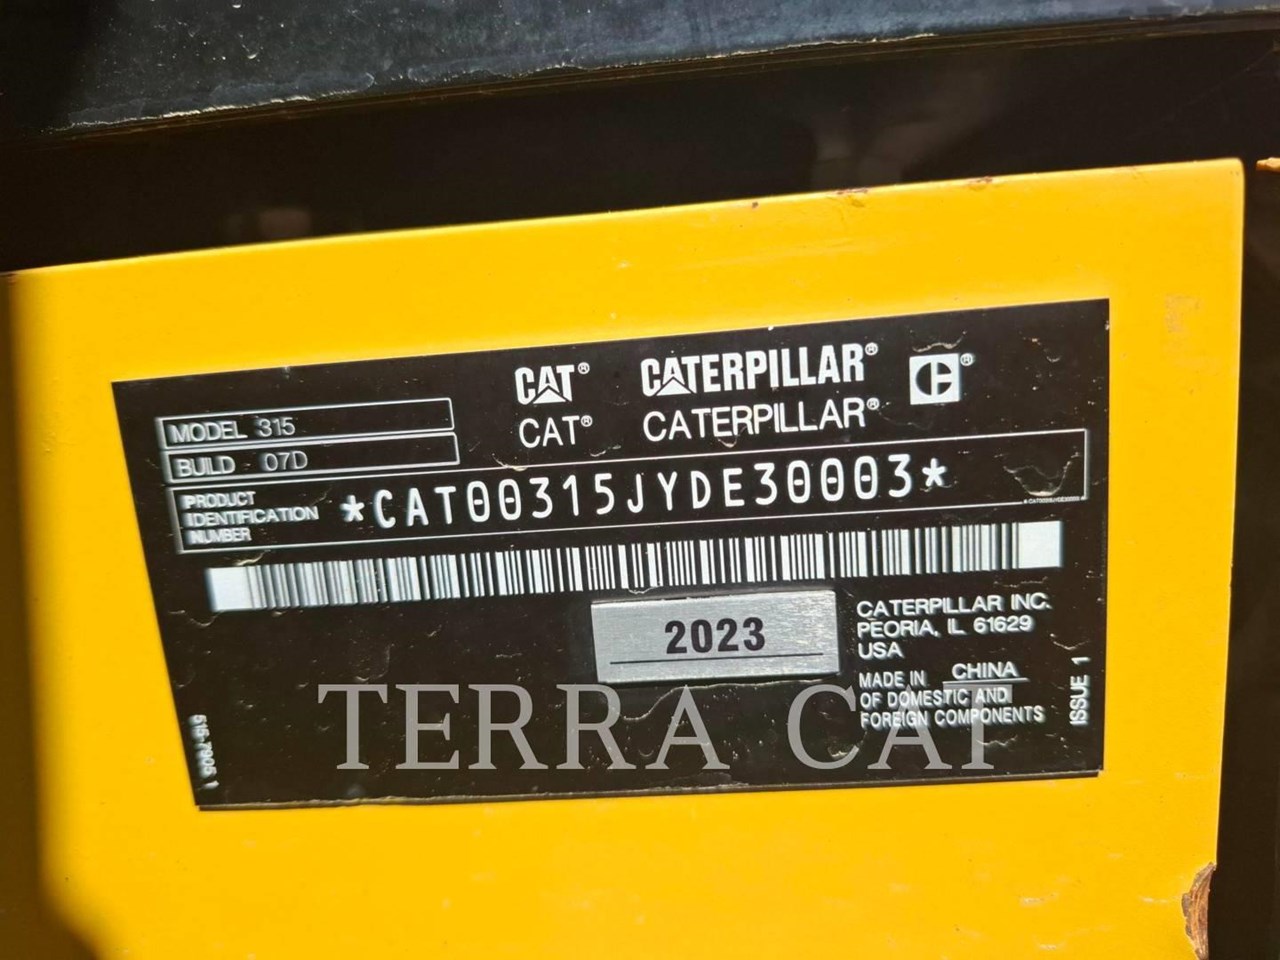 CAT® CATERPILLAR® C®
CAT® CATERPILLAR®
MODEL 315
BUILD 07D
PRODUCT
IDENTIFICATION
NUMBER
*CAT00315JYDE30003*
2023
CATERPILLAR INC.
PEORIA, IL 61629
USA
MADE IN CHINA
OF DOMESTIC AND
FOREIGN COMPONENTS
ISSUE 1
TERRA CAT